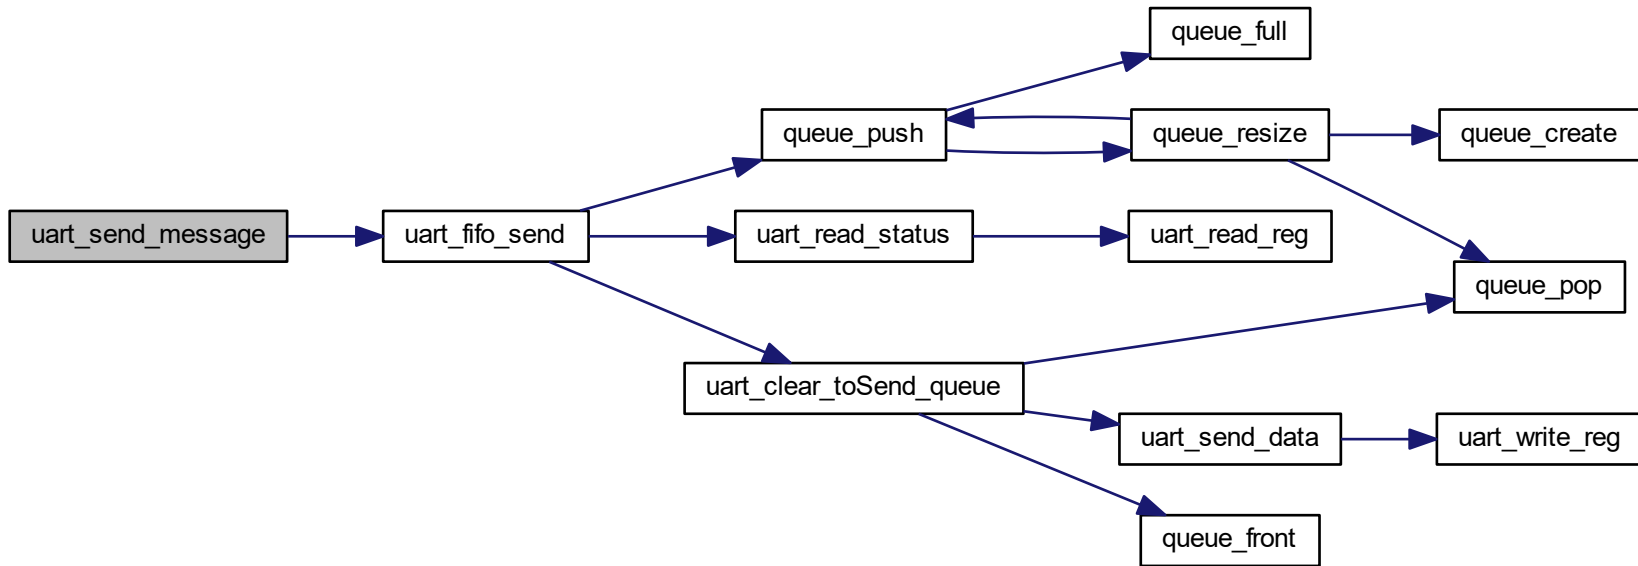 queue_full
queue_push
queue_resize
queue_create
uart_send_message
uart_fifo_send
uart_read_status
uart_read_reg
queue_pop
uart_clear_toSend_queue
uart_send_data
uart_write_reg
queue_front